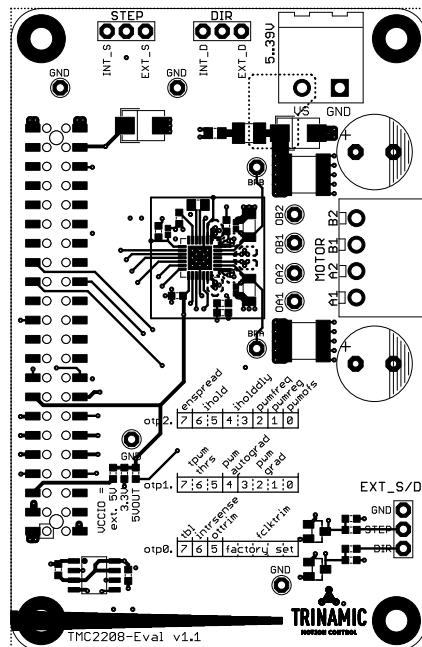 STEP DIR
INT_S EXT_S INT_D EXT_D
5..39V
GND GND
VS GND
BRB
OB2
OB1
OA2
OA1
MOTOR
B2
B1
A2
A1
BRA
enspread ihold iholddly pwmfreq pwmreg pwmofs
otp2. 7 6 5 4 3 2 1 0
GND
tpwm thrs pwm autograd pwm grad
otp1. 7 6 5 4 3 2 1 0
VCCIO =
ext. 5V
3.3V
5VOUT
EXT_S/D
GND
STEP
DIR
tbl intrsense ottrim fclktrim
otp0. 7 6 5 factory set
GND
TRINAMIC
MOTION CONTROL
TMC2208-Eval v1.1